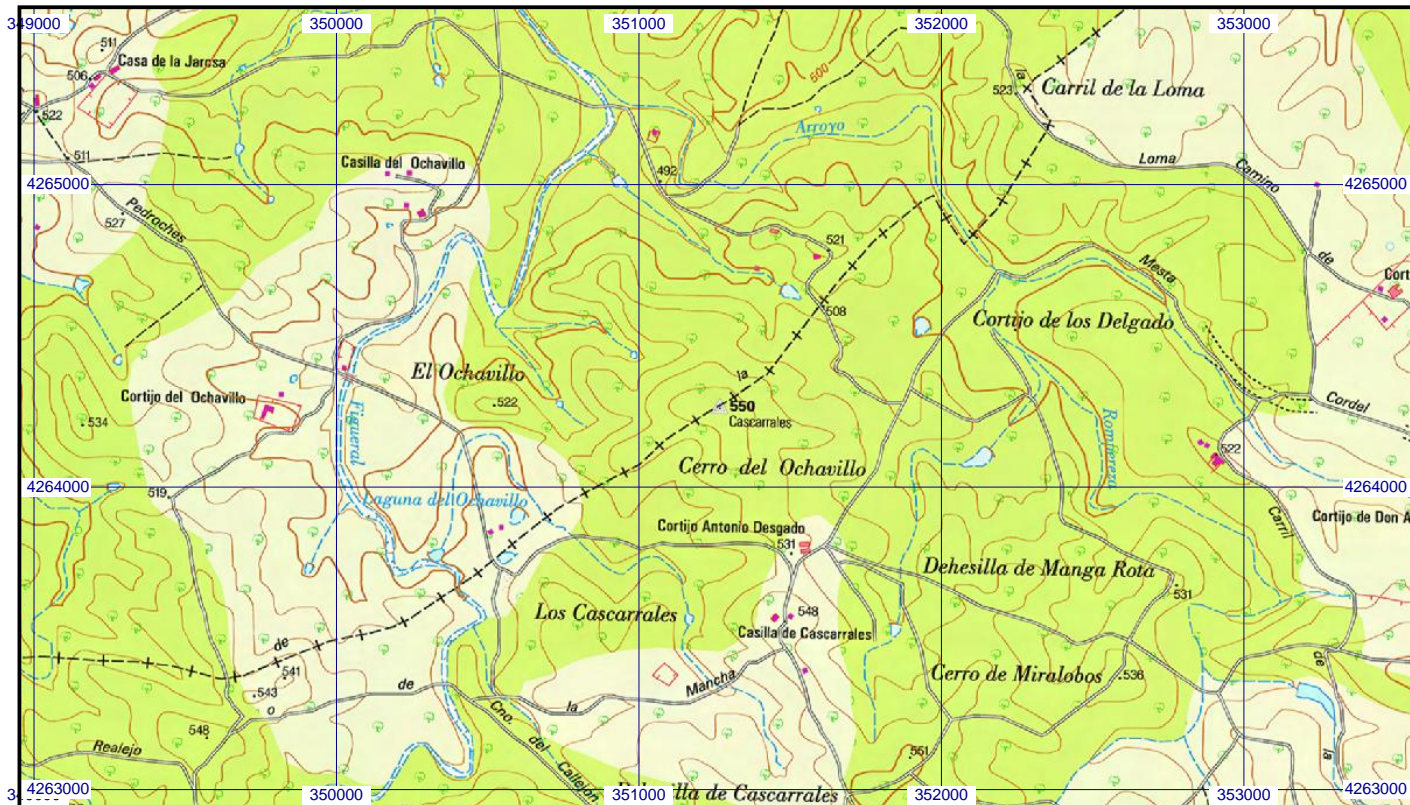 349000
350000
351000
352000
353000
511
Casa de la Jarosa
506
522
511
600
la
523
Carril de la Loma
Arroyo
Loma
Camino
Casilla del Ochavillo
492
4265000
4265000
Pedroches
527
521
de
Mesta
Cort
508
Cortijo de los Delgado
El Ochavillo
la
Cortijo del Ochavillo
522
550
Cascarrales
Cordel
534
Figueral
Romperezá
522
Cerro del Ochavillo
4264000
4264000
519
Laguna del Ochavillo
Carril
Cortijo de Don A
Cortijo Antonio Desgado
531
Dehesilla de Manga Rota
531
Los Cascarrales
548
Casilla de Cascarrales
de
de
541
543
o
de
Mancha
la
Cerro de Miralobos
536
Cno.
del
Callejon
548
Realejo
561
la
4263000
4263000
350000
351000
352000
353000
illa de Cascarrales